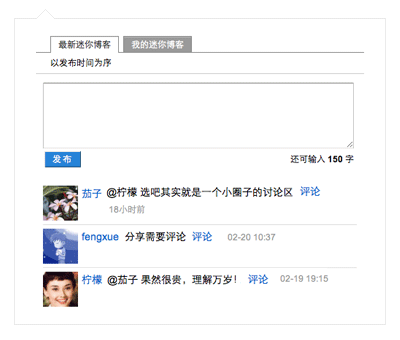 最新迷你博客 我的迷你博客
以发布时间为序
发布 还可输入 150 字
茄子 @柠檬 选吧其实就是一个小圈子的讨论区 评论
18小时前
fengxue 分享需要评论 评论 02-20 10:37
柠檬 @茄子 果然很贵，理解万岁！ 评论 02-19 19:15